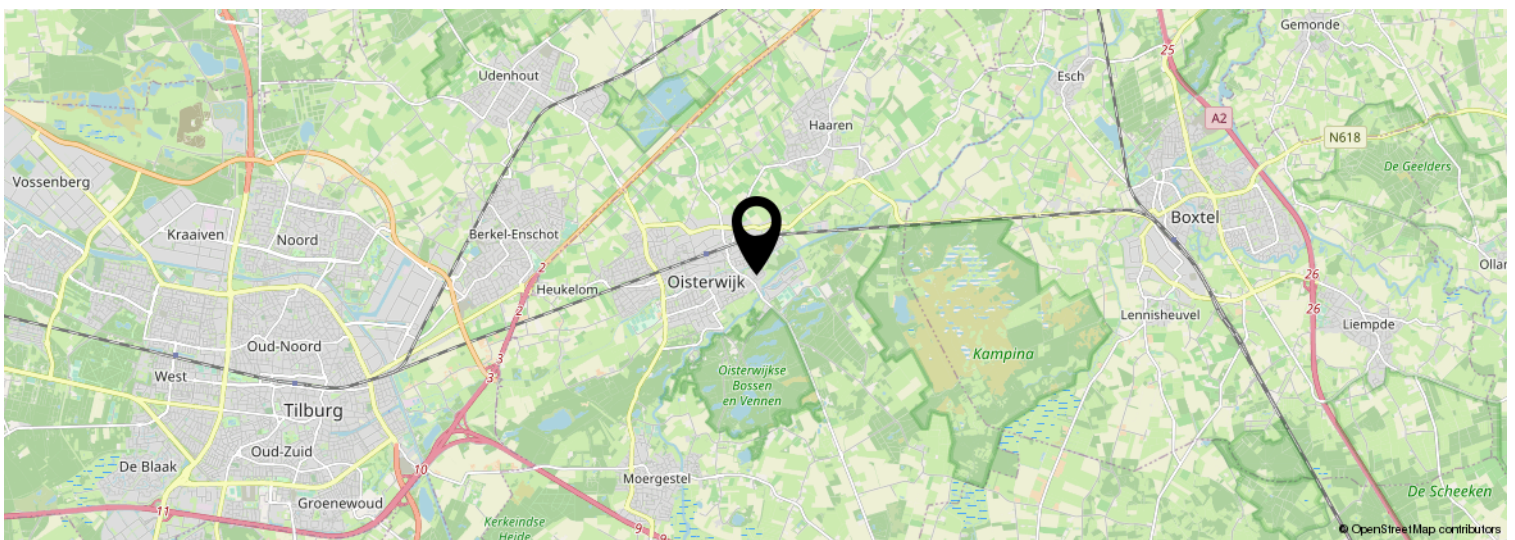 Gemonde
25
Udenhout
Esch
A2
Haaren
N618
De Geelders
Vossenberg
Kraaiven
Noord
Berkel-Enschot
Boxtel
2
Oisterwijk
Heukelom
26
2
26
Lennisheuvel
Liempde
Oud-Noord
3
Kampina
West
3
Oisterwijkse
Bossen
en Vennen
Tilburg
Oud-Zuid
De Blaak
10
Moergestel
De Scheeken
Groenewoud
11
Kerkeindse
Heide
9
9
© OpenStreetMap contributors